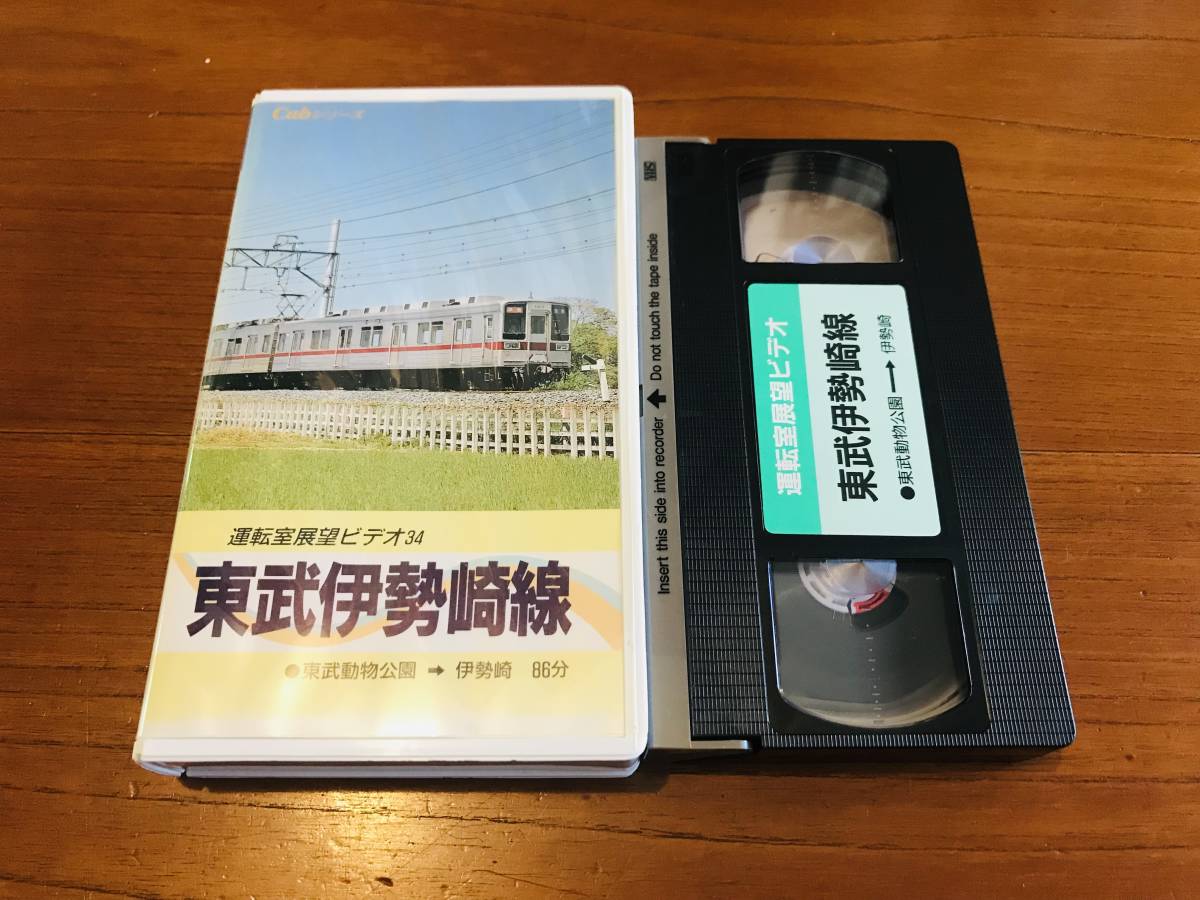 Cubシリーズ
運転室展望ビデオ34
東武伊勢崎線
●東武動物公園 ➡ 伊勢崎 86分
VHS
Insert this side into recorder ⬆ Do not touch the tape inside
運転室展望ビデオ
東武伊勢崎線
●東武動物公園 ➡ 伊勢崎